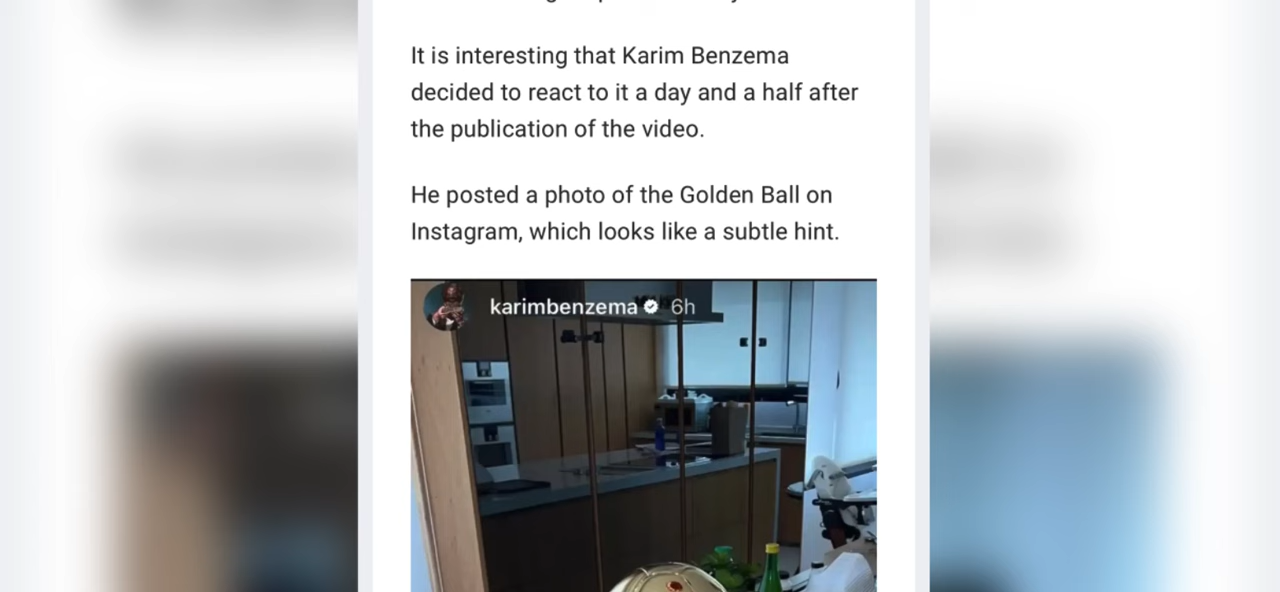 It is interesting that Karim Benzema
decided to react to it a day and a half after
the publication of the video.
He posted a photo of the Golden Ball on
Instagram, which looks like a subtle hint.
karimbenzema 6h